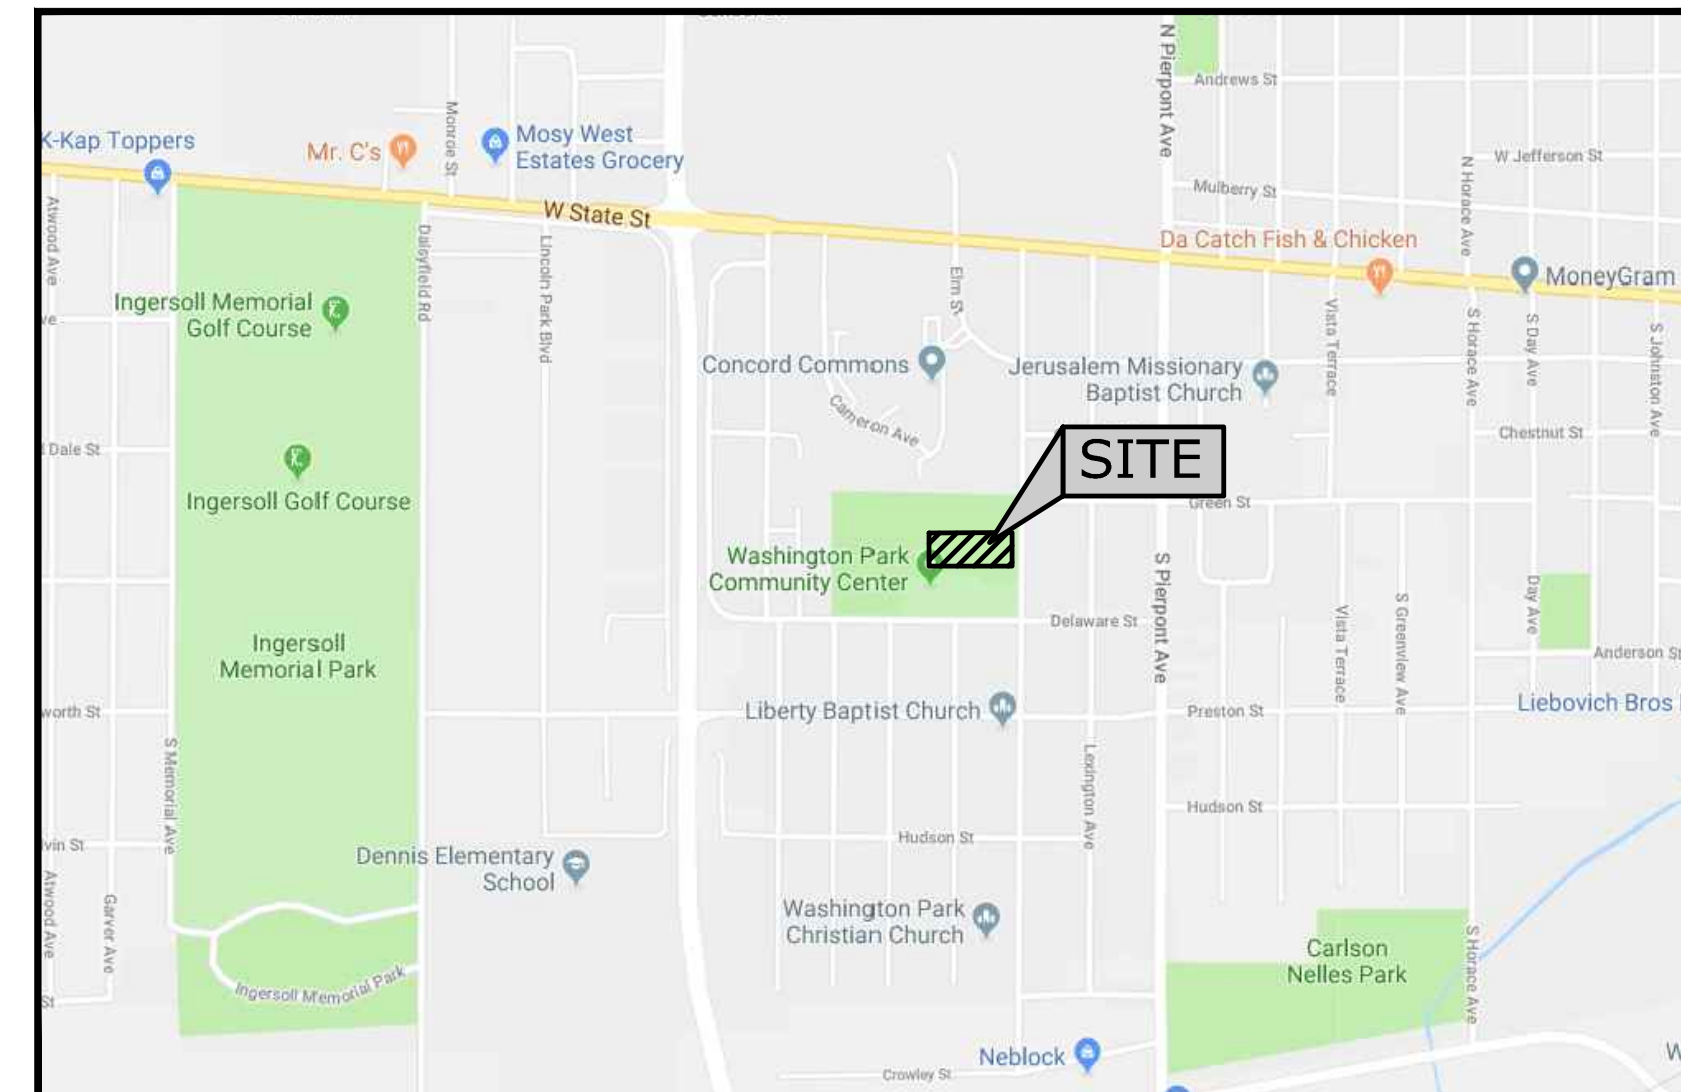 N Pierpont Ave
Andrews St
K-Kap Toppers
Mr. C's
Monroe St
Mosy West
Estates Grocery
W Jefferson St
N Horace Ave
Mulberry St
W State St
Da Catch Fish & Chicken
MoneyGram
Atwood Ave
Daisyfield Rd
Lincoln Park Blvd
Elm St
Ingersoll Memorial
Golf Course
Vista Terrace
S Horace Ave
S Day Ave
S Johnston Ave
Concord Commons
Jerusalem Missionary
Baptist Church
Cameron Ave
Dale St
SITE
Chestnut St
Ingersoll Golf Course
Green St
Washington Park
Community Center
S Pierpont Ave
Day Ave
Delaware St
Vista Terrace
S Greenview Ave
Ingersoll
Memorial Park
Anderson St
worth St
Liberty Baptist Church
Preston St
Liebovich Bros
S Memorial Ave
Lexington Ave
Hudson St
Hudson St
vin St
Dennis Elementary
School
Atwood Ave
Garver Ave
Washington Park
Christian Church
S Horace Ave
Carlson
Nelles Park
Ingersoll Memorial Park
St
Neblock
Crowley St
W